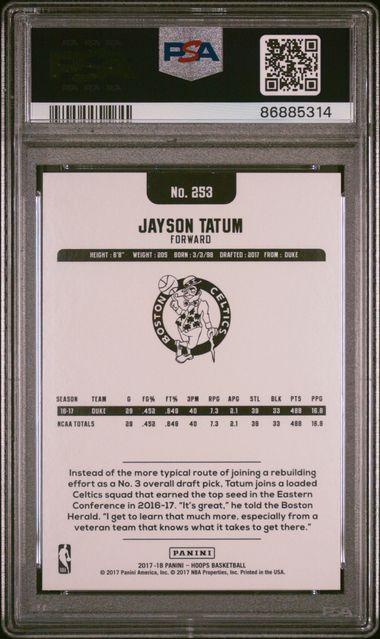 PSA
86885314
No. 253
JAYSON TATUM
FORWARD
HEIGHT: 6'8" WEIGHT: 205 BORN: 3/3/98 DRAFTED: 2017 FROM: DUKE
BOSTON CELTICS
SEASON TEAM G FG% FT% 3PM RPG APG STL BLK PTS PPG
16-17 DUKE 29 .452 .849 40 7.3 2.1 39 33 488 16.8
NCAA TOTALS 29 .452 .849 40 7.3 2.1 39 33 488 16.8
Instead of the more typical route of joining a rebuilding
effort as a No. 3 overall draft pick, Tatum joins a loaded
Celtics squad that earned the top seed in the Eastern
Conference in 2016-17. "It's great," he told the Boston
Herald. "I get to learn that much more, especially from a
veteran team that knows what it takes to get there."
PANINI
2017-18 PANINI – HOOPS BASKETBALL
© 2017 Panini America, Inc. © 2017 NBA Properties, Inc. Printed in the USA.
NBA
PSA